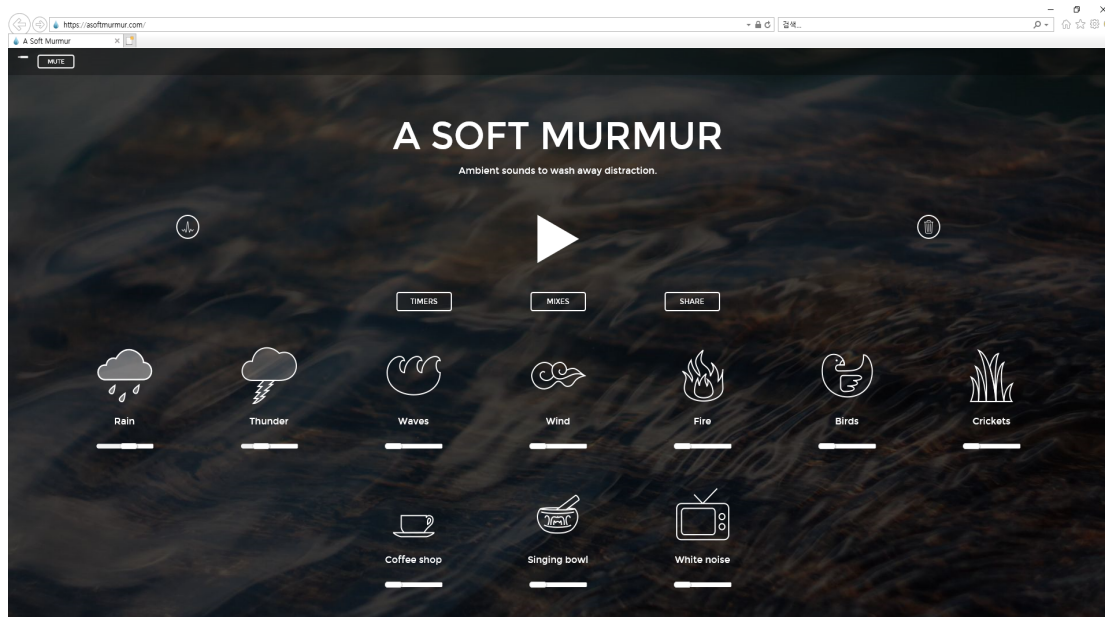 https://asoftmurmur.com/
검색...
A Soft Murmur
MUTE
A SOFT MURMUR
Ambient sounds to wash away distraction.
TIMERS MIXES SHARE
Rain Thunder Waves Wind Fire Birds Crickets
Coffee shop Singing bowl White noise